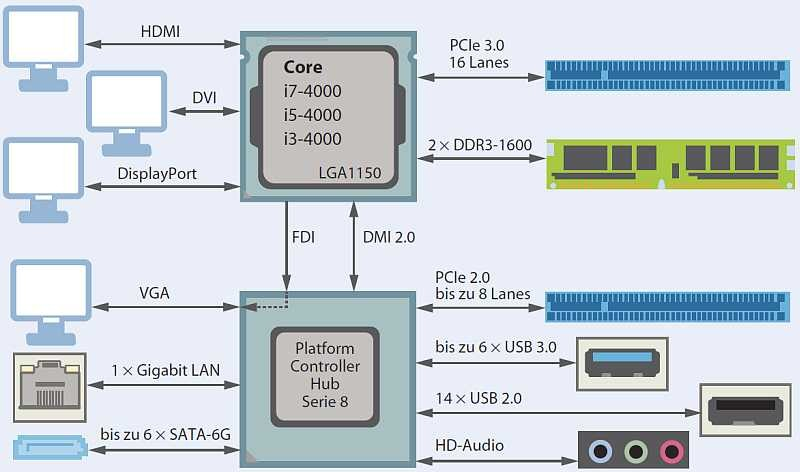 HDMI
DVI
DisplayPort
Core
i7-4000
i5-4000
i3-4000
LGA1150
PCIe 3.0
16 Lanes
2 × DDR3-1600
FDI
DMI 2.0
VGA
1 × Gigabit LAN
bis zu 6 × SATA-6G
Platform
Controller
Hub
Serie 8
PCIe 2.0
bis zu 8 Lanes
bis zu 6 × USB 3.0
14 × USB 2.0
HD-Audio